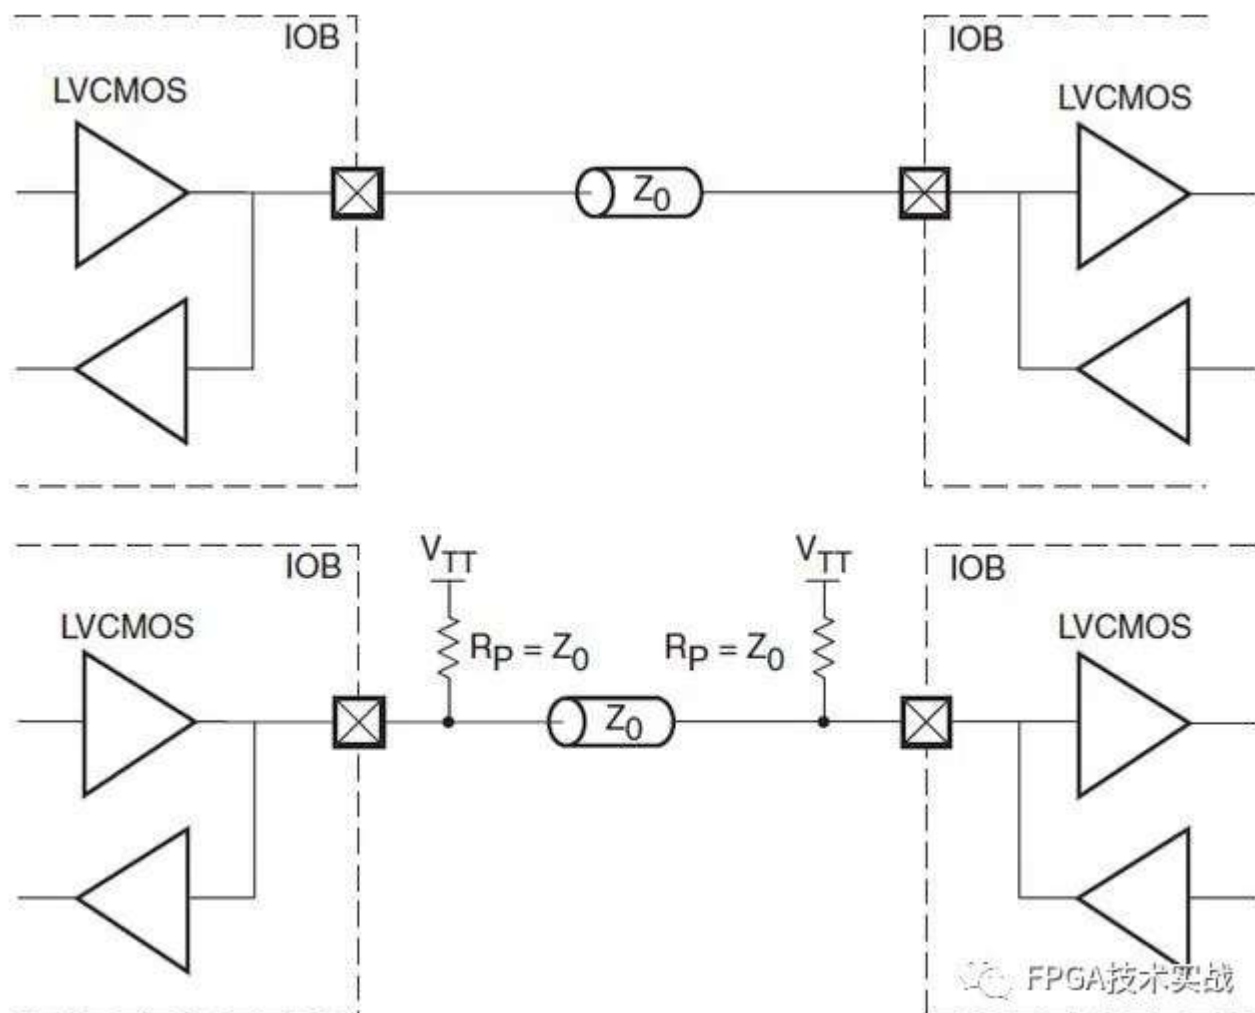 IOB
IOB
LVCMOS
LVCMOS
Z0
VTT
VTT
IOB
IOB
LVCMOS
RP = Z0
RP = Z0
LVCMOS
Z0
FPGA技术实战